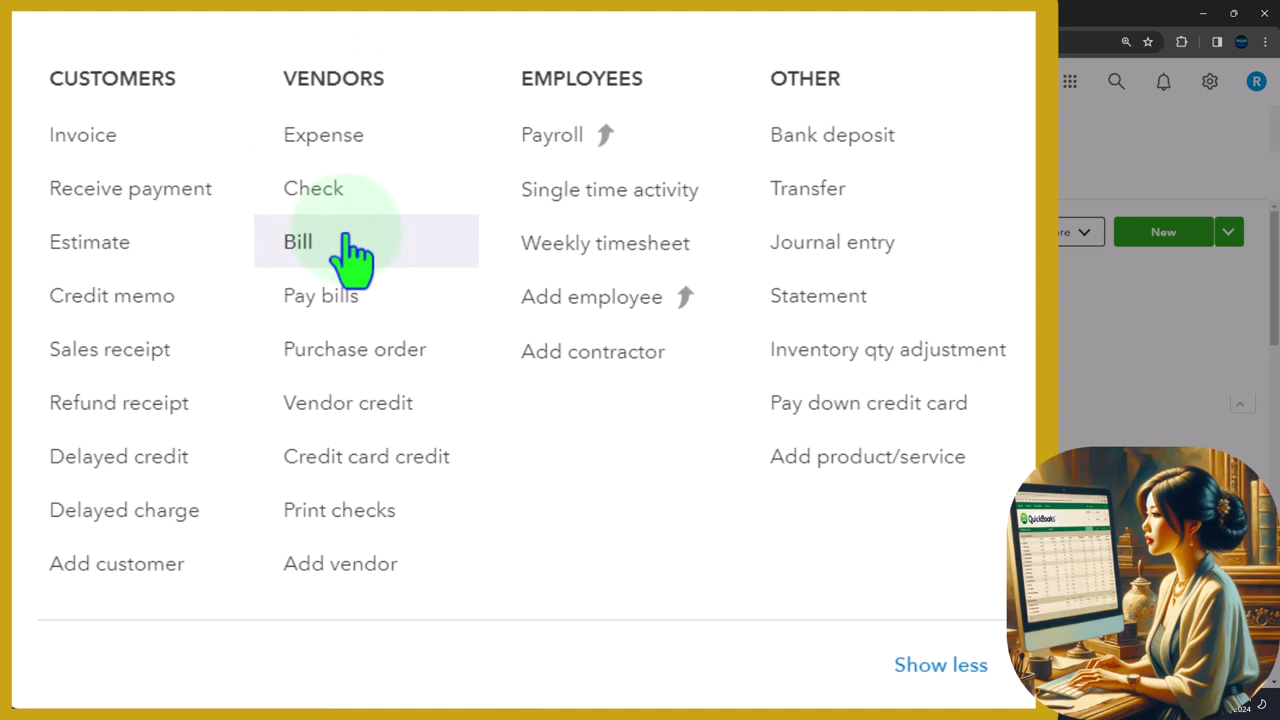 CUSTOMERS
Invoice
Receive payment
Estimate
Credit memo
Sales receipt
Refund receipt
Delayed credit
Delayed charge
Add customer
VENDORS
Expense
Check
Bill
Pay bills
Purchase order
Vendor credit
Credit card credit
Print checks
Add vendor
EMPLOYEES
Payroll
Single time activity
Weekly timesheet
Add employee
Add contractor
OTHER
Bank deposit
Transfer
Journal entry
Statement
Inventory qty adjustment
Pay down credit card
Add product/service
Show less
R
re
New
QuickBooks
2024